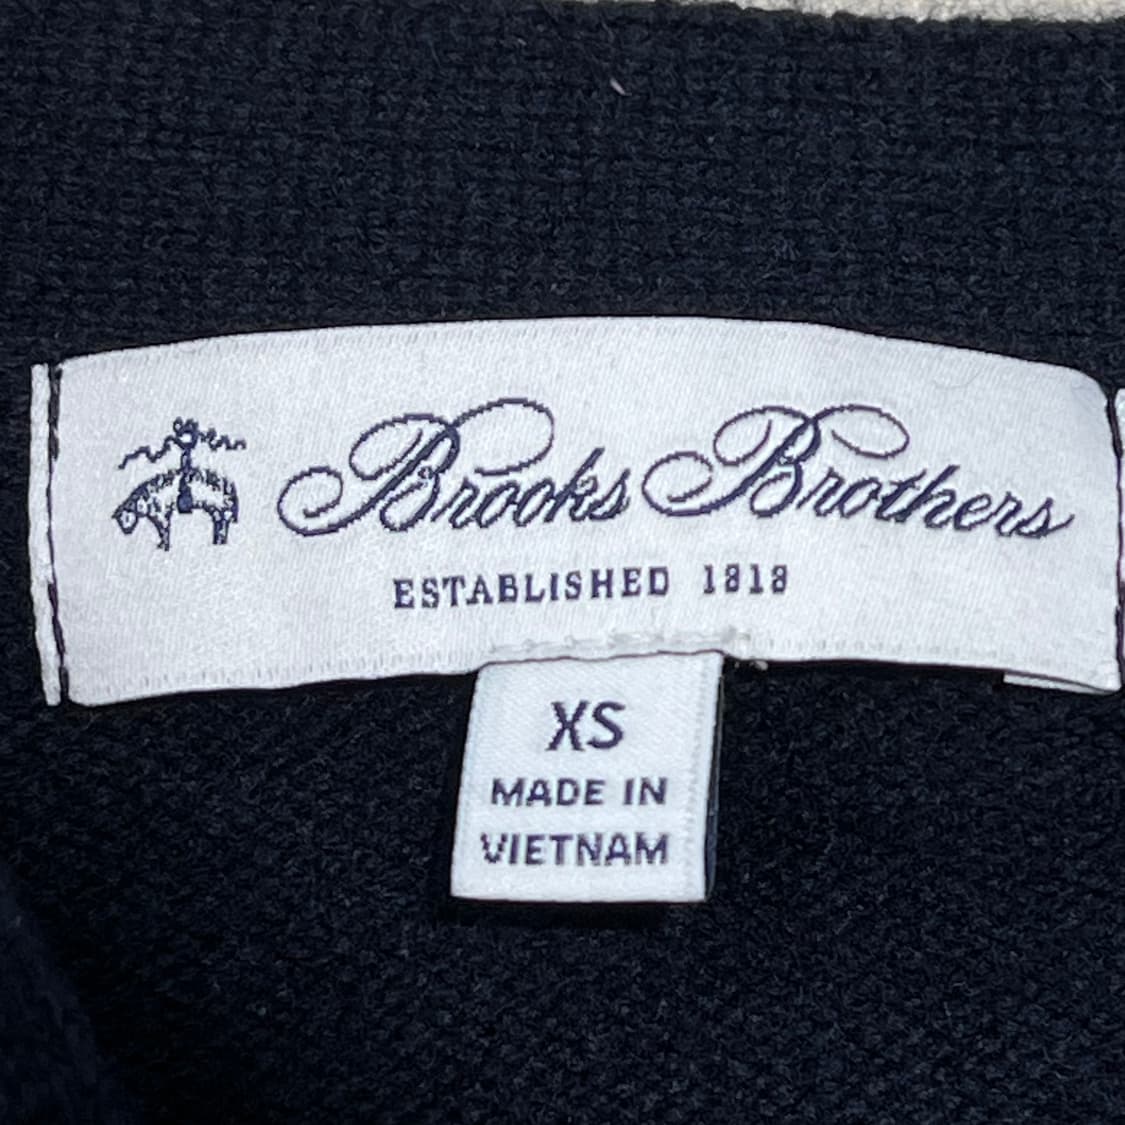 Brooks Brothers
ESTABLISHED 1818
XS
MADE IN
VIETNAM